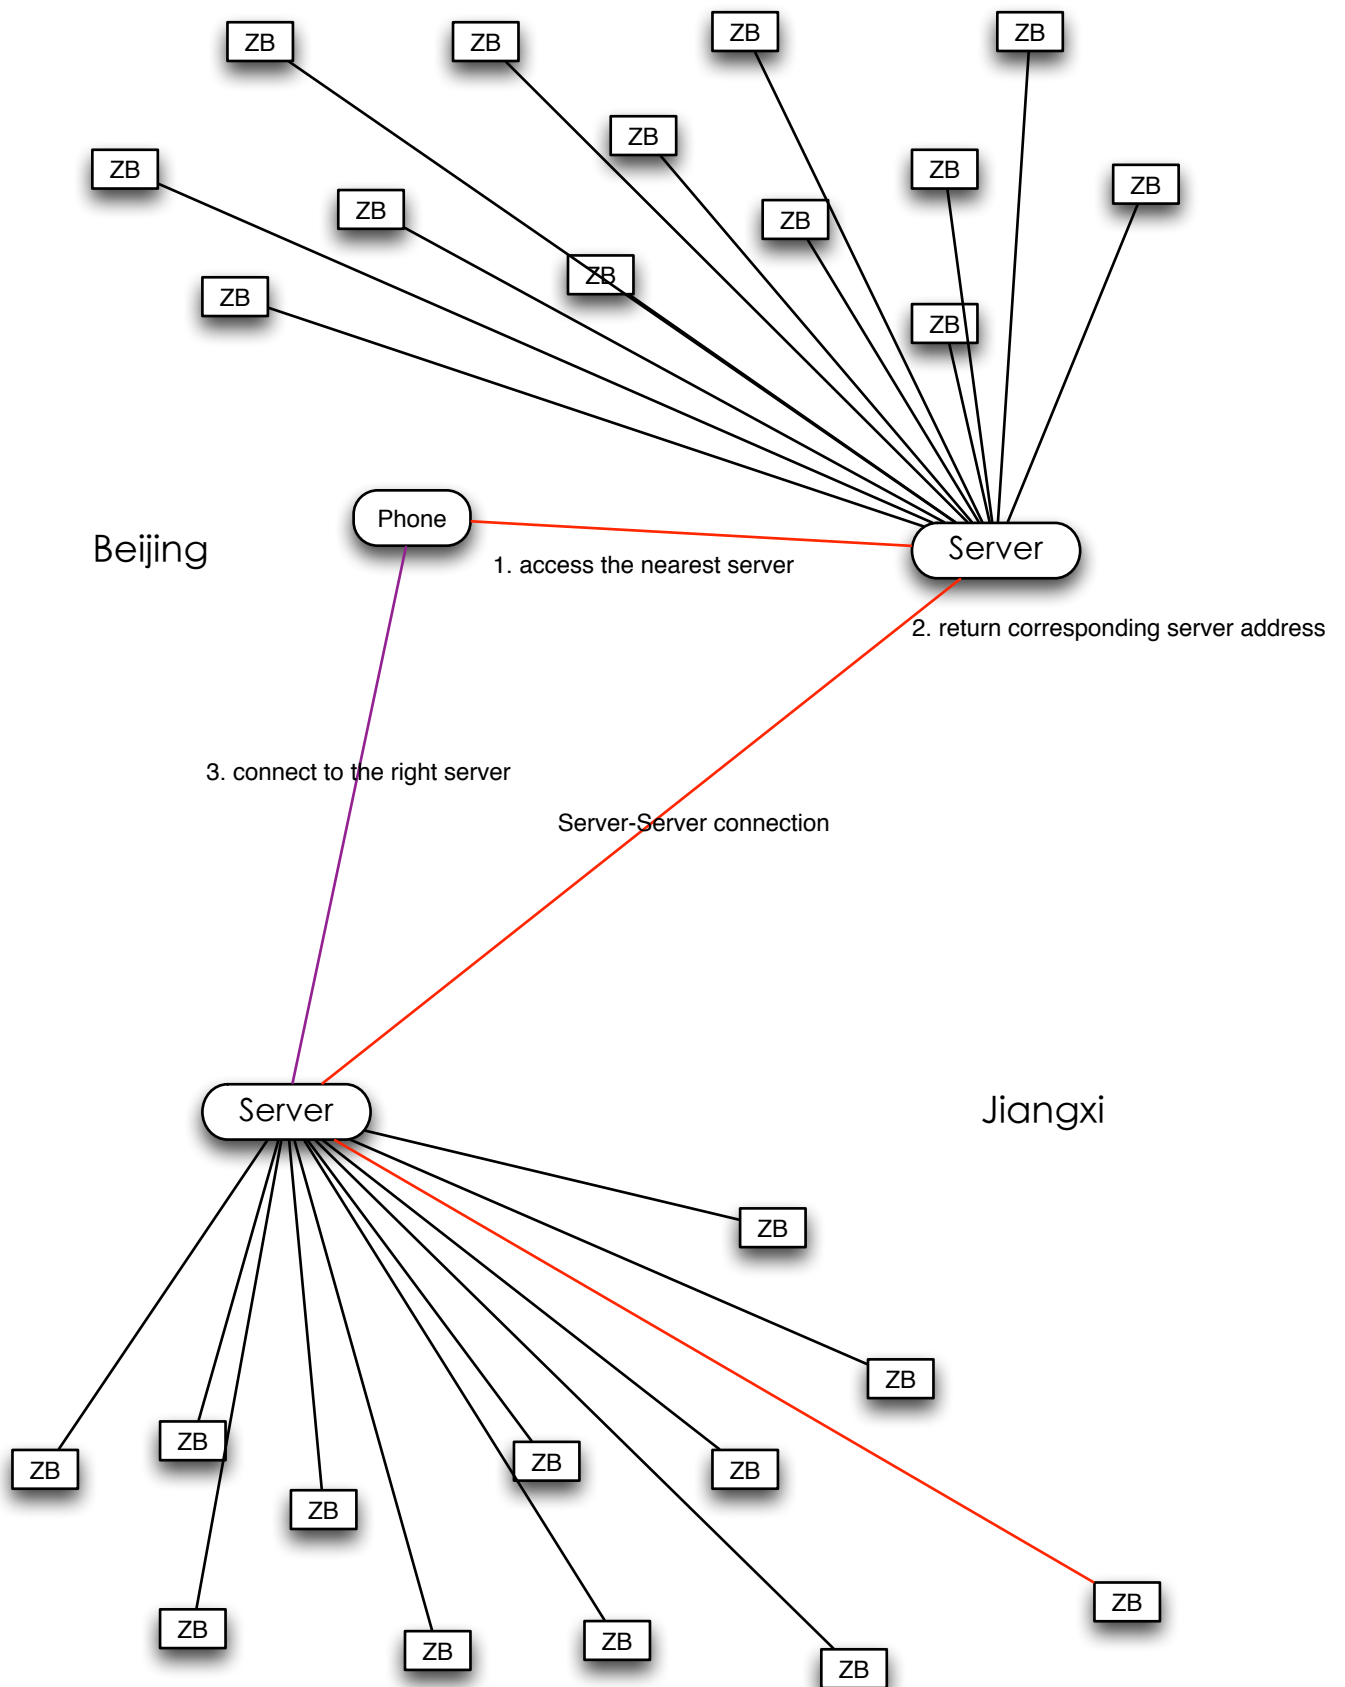 ZB
ZB
ZB
ZB
ZB
ZB
ZB
ZB
ZB
ZB
ZB
ZB
ZB
ZB
Phone
Beijing
Server
1. access the nearest server
2. return corresponding server address
3. connect to the right server
Server-Server connection
Server
Jiangxi
ZB
ZB
ZB
ZB
ZB
ZB
ZB
ZB
ZB
ZB
ZB
ZB